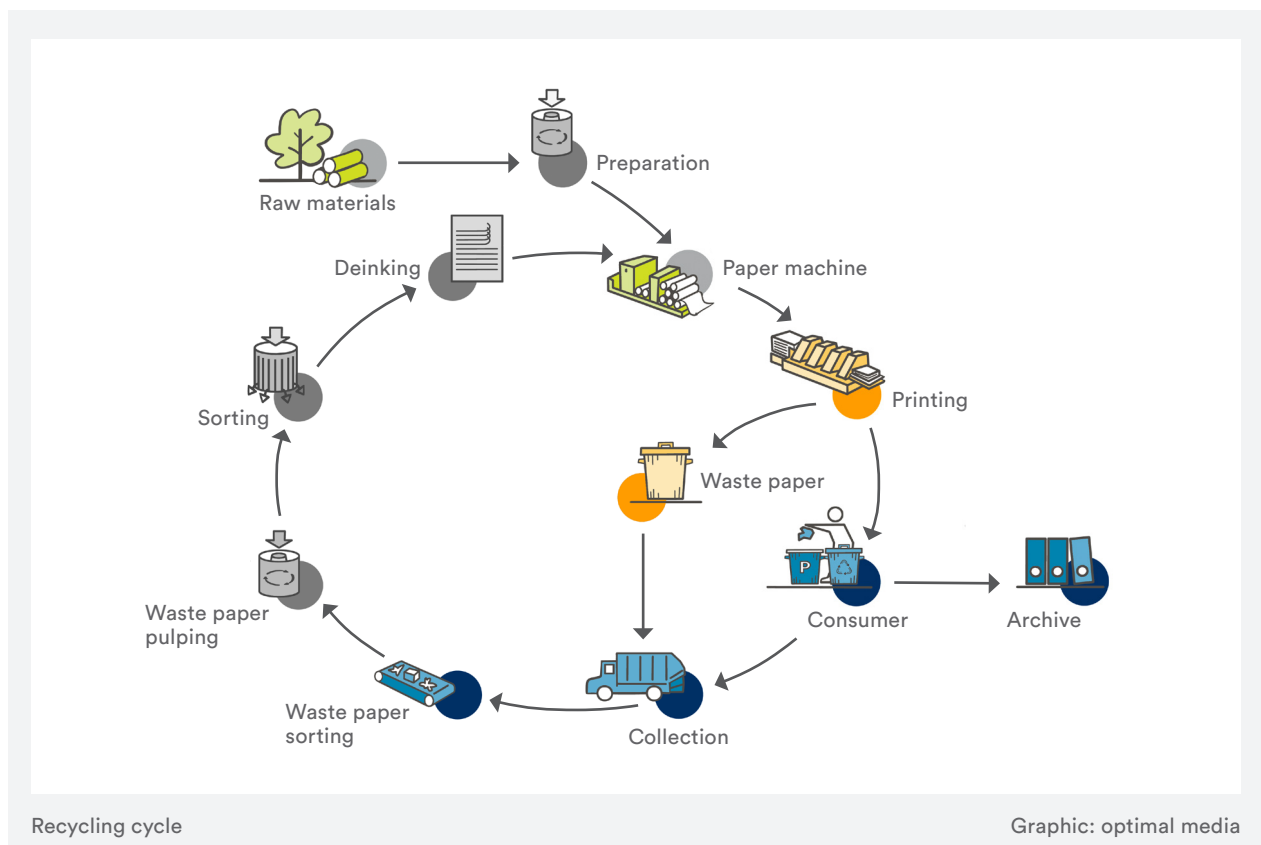 Preparation
Raw materials
Deinking
Paper machine
Printing
Sorting
Waste paper
P
Waste paper
pulping
Consumer
Archive
Waste paper
sorting
Collection
Recycling cycle
Graphic: optimal media